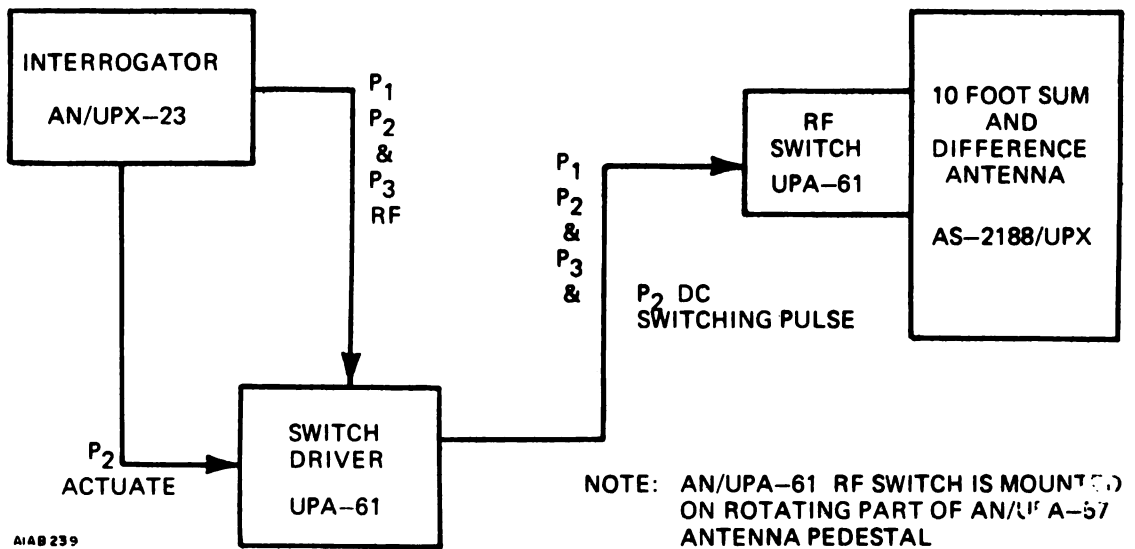 INTERROGATOR
AN/UPX-23
P1
P2
&
P3
RF
P2
ACTUATE
SWITCH
DRIVER
UPA-61
P1
P2
&
P3
&
P2 DC
SWITCHING PULSE
RF
SWITCH
UPA-61
10 FOOT SUM
AND
DIFFERENCE
ANTENNA
AS-2188/UPX
NOTE: AN/UPA-61 RF SWITCH IS MOUNTED
ON ROTATING PART OF
ANTENNA PEDESTAL
AIAB239